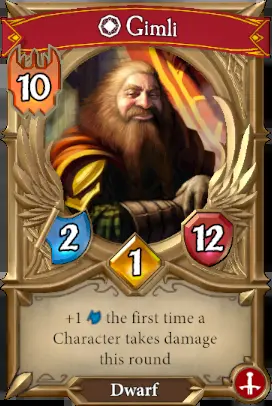 Gimli
10
2
1
12
+1 the first time a
Character takes damage
this round
Dwarf